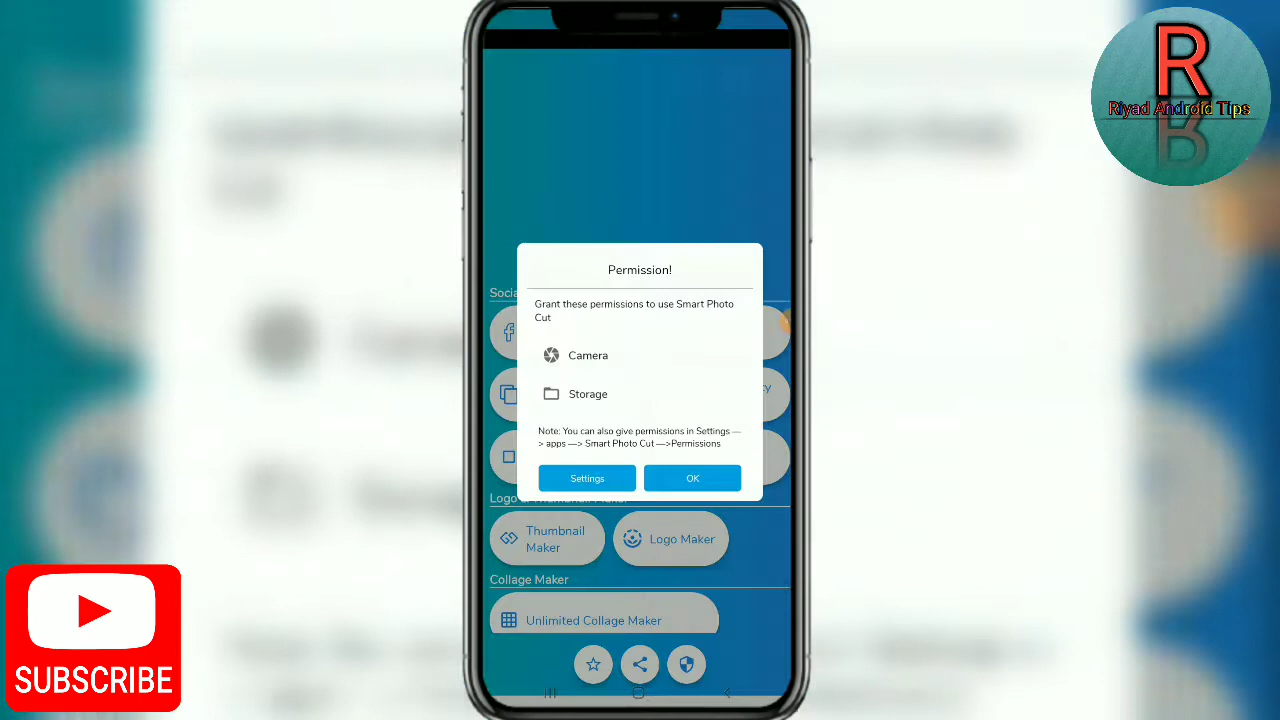 R
Riyad Android Tips
Permission!
Grant these permissions to use Smart Photo
Cut
Camera
Storage
Note: You can also give permissions in Settings —
> apps —> Smart Photo Cut —>Permissions
Settings
OK
Socia
Thumbnail
Maker
Logo Maker
Collage Maker
Unlimited Collage Maker
SUBSCRIBE